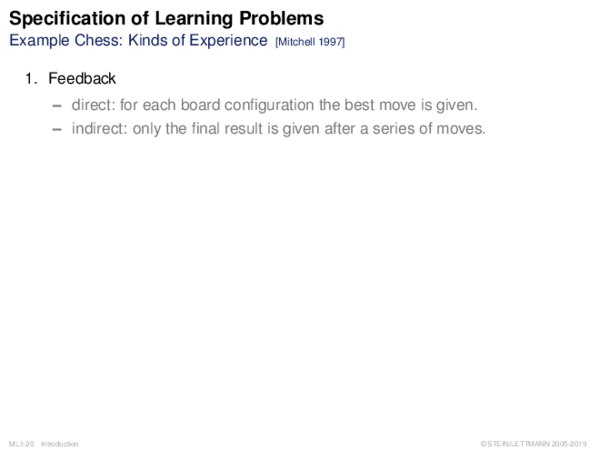 Specification of Learning Problems
Example Chess: Kinds of Experience [Mitchell 1997]
1. Feedback
– direct: for each board configuration the best move is given.
– indirect: only the final result is given after a series of moves.
ML:I-20 Introduction © STEIN/LETTMANN 2005-2019